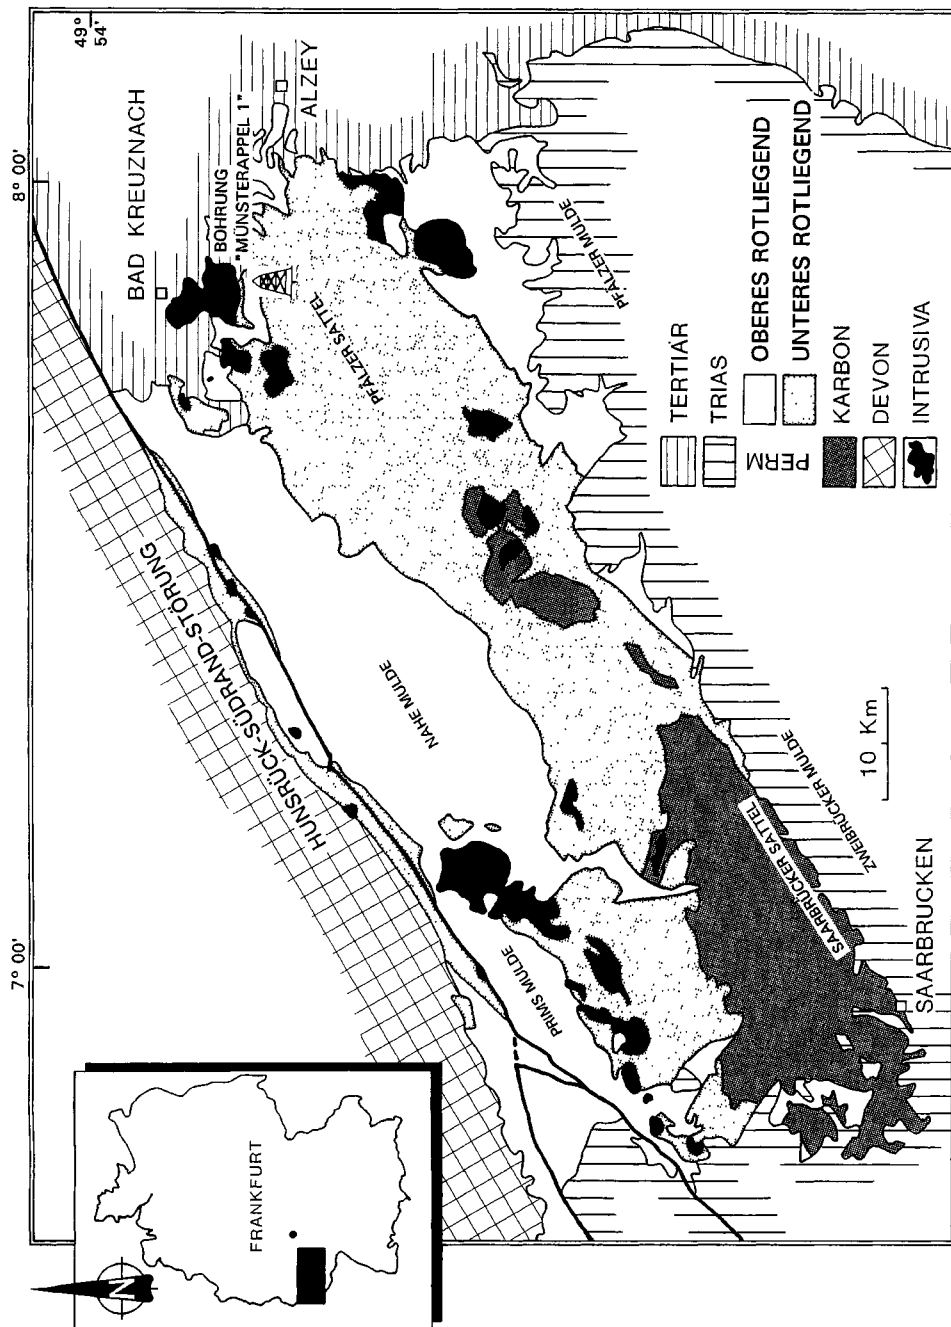 N
FRANKFURT
7° 00'
8° 00'
49°
54'
BAD KREUZNACH
BOHRUNG
"MÜNSTERAPPEL 1"
ALZEY
HUNSRÜCK-SÜDRAND-STÖRUNG
PFÄLZER SATTEL
NAHE MULDE
PRIMS MULDE
PFÄLZER MULDE
SAARBRÜCKER SATTEL
ZWEIBRÜCKER MULDE
SAARBRÜCKEN
10 Km
TERTIÄR
TRIAS
PERM
OBERES ROTLIEGEND
UNTERES ROTLIEGEND
KARBON
DEVON
INTRUSIVA